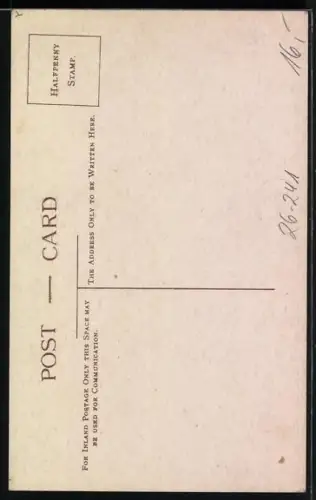 POST — CARD
HALFPENNY
STAMP.
FOR INLAND POSTAGE ONLY THIS SPACE MAY
BE USED FOR COMMUNICATION.
THE ADDRESS ONLY TO BE WRITTEN HERE.
16,-
26-241